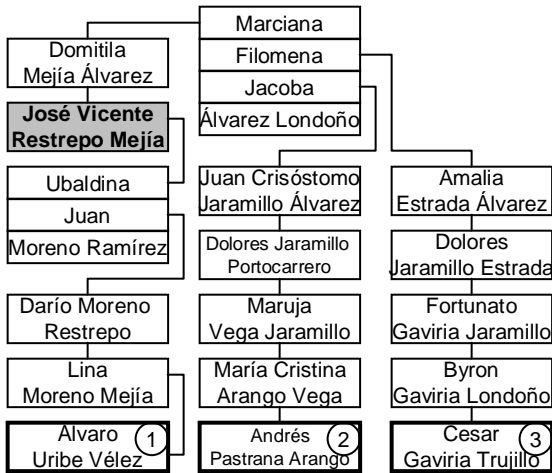 Marciana
Filomena
Jacoba
Álvarez Londoño
Domitila
Mejía Álvarez
José Vicente
Restrepo Mejía
Ubaldina
Juan
Moreno Ramírez
Darío Moreno
Restrepo
Lina
Moreno Mejía
Álvaro
Uribe Vélez
1
Juan Crisóstomo
Jaramillo Álvarez
Dolores Jaramillo
Portocarrero
Maruja
Vega Jaramillo
María Cristina
Arango Vega
Andrés
Pastrana Arango
2
Amalia
Estrada Álvarez
Dolores
Jaramillo Estrada
Fortunato
Gaviria Jaramillo
Byron
Gaviria Londoño
Cesar
Gaviria Trujillo
3